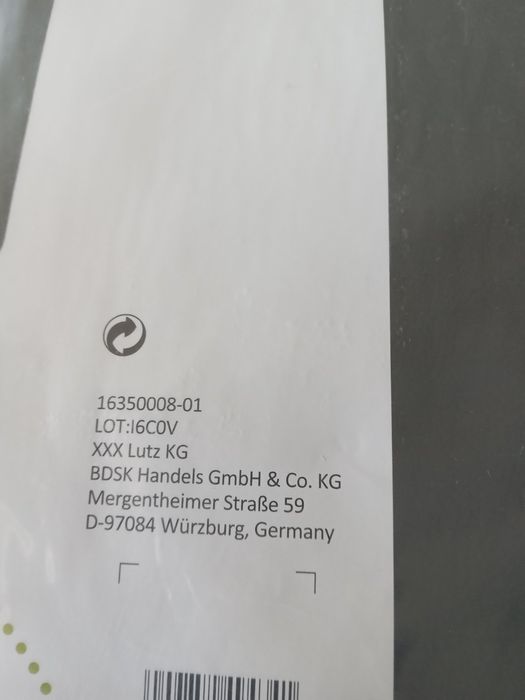 16350008-01
LOT:I6C0V
XXX Lutz KG
BDSK Handels GmbH & Co. KG
Mergentheimer Straße 59
D-97084 Würzburg, Germany